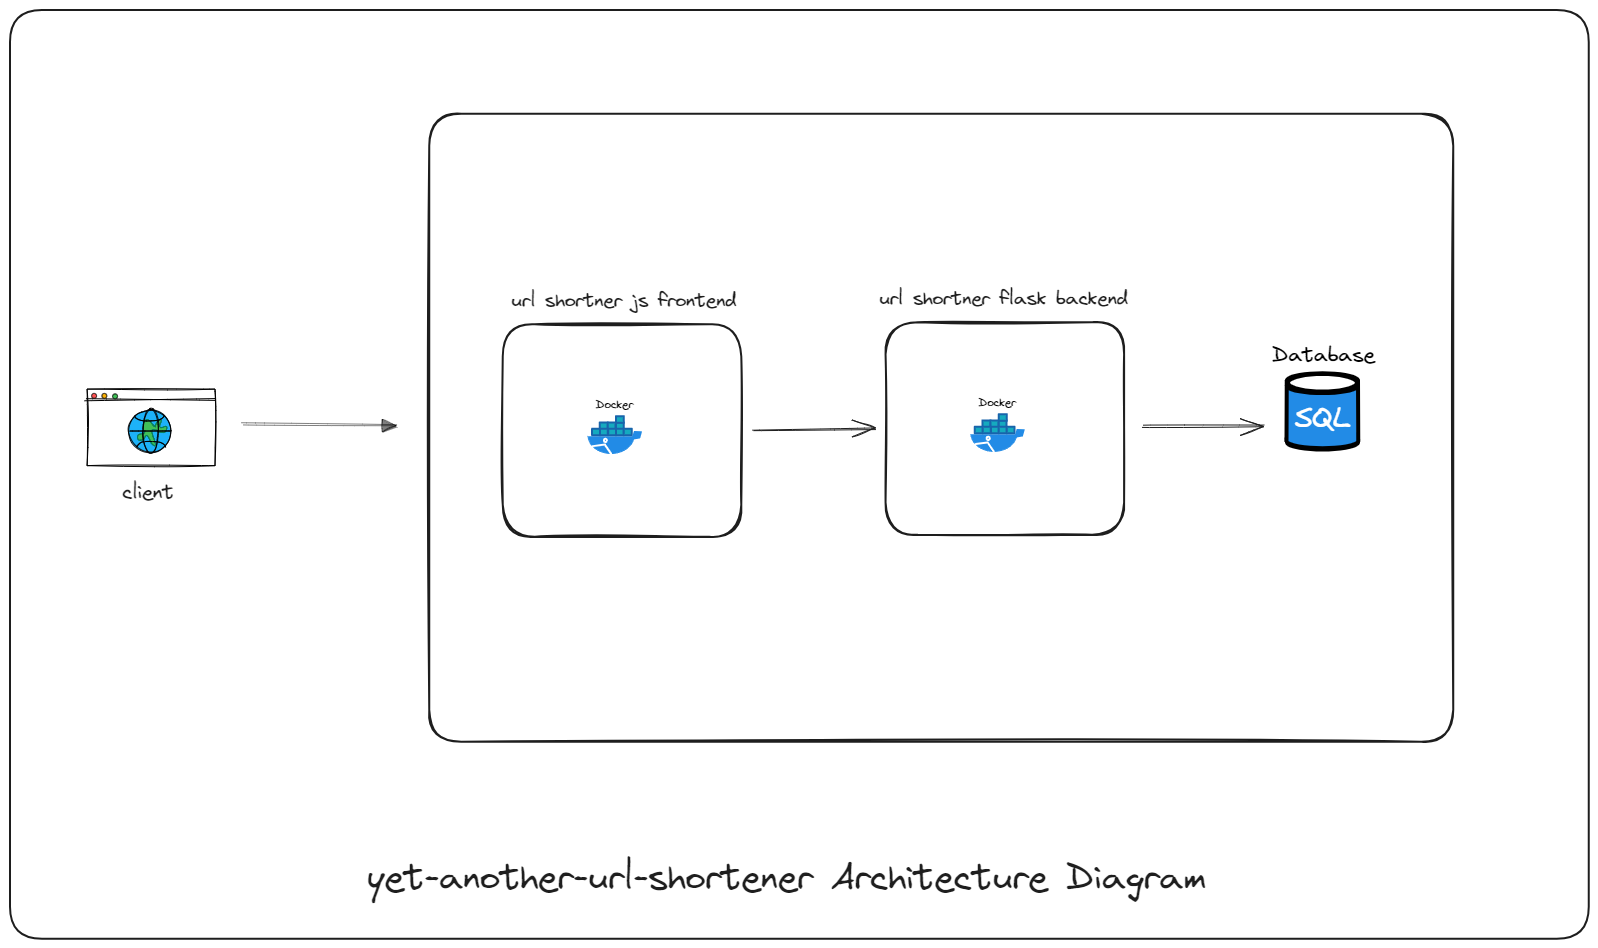 url shortner js frontend
url shortner flask backend
Database
Docker
Docker
SQL
client
yet-another-url-shortener Architecture Diagram